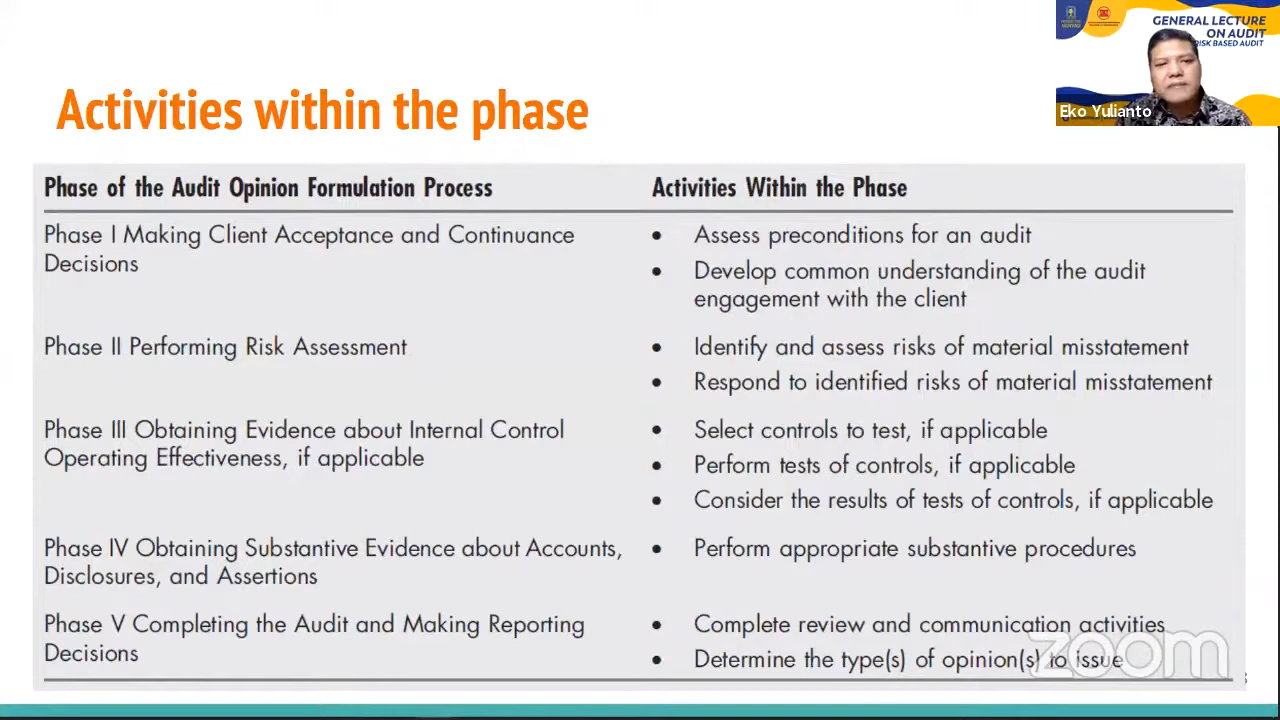 GENERAL LECTURE
ON AUDIT
RISK BASED AUDIT
Eko Yulianto
Activities within the phase
Phase of the Audit Opinion Formulation Process
Activities Within the Phase
Phase I Making Client Acceptance and Continuance
Decisions
• Assess preconditions for an audit
• Develop common understanding of the audit
engagement with the client
Phase II Performing Risk Assessment
• Identify and assess risks of material misstatement
• Respond to identified risks of material misstatement
Phase III Obtaining Evidence about Internal Control
Operating Effectiveness, if applicable
• Select controls to test, if applicable
• Perform tests of controls, if applicable
• Consider the results of tests of controls, if applicable
Phase IV Obtaining Substantive Evidence about Accounts,
Disclosures, and Assertions
• Perform appropriate substantive procedures
Phase V Completing the Audit and Making Reporting
Decisions
• Complete review and communication activities
• Determine the type(s) of opinion(s) to issue
zoom